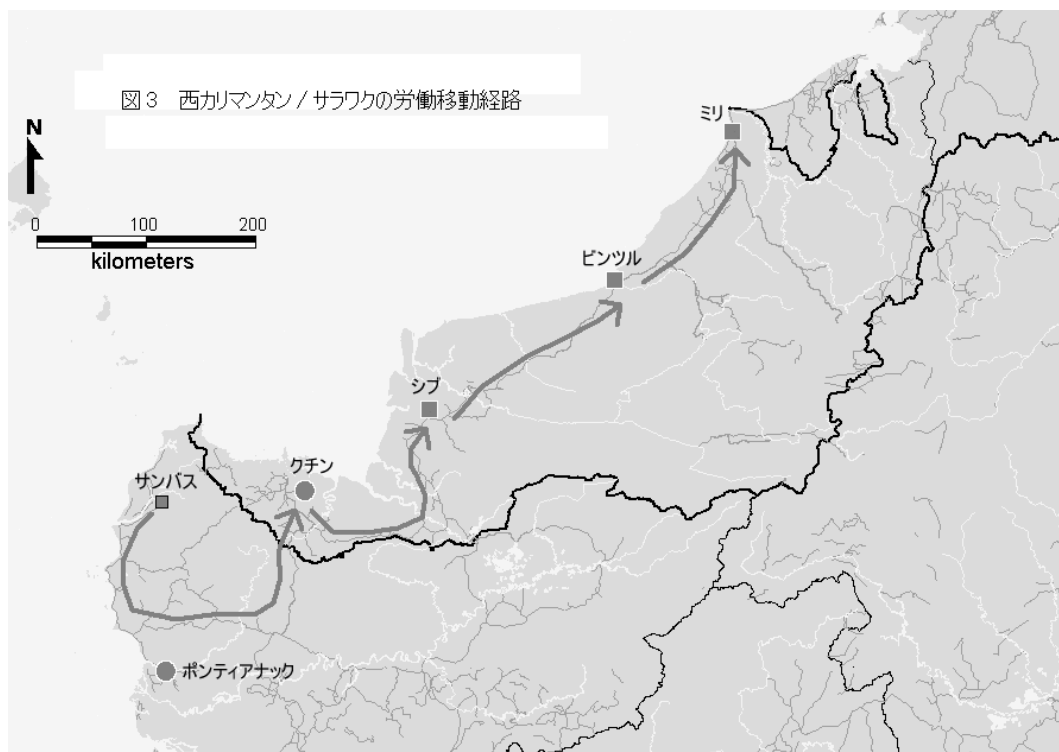 図3 西カリマンタン/サラワクの労働移動経路
N
0 100 200
kilometers
ミリ
ビンツル
シブ
クチン
サンバス
ポンティアナック